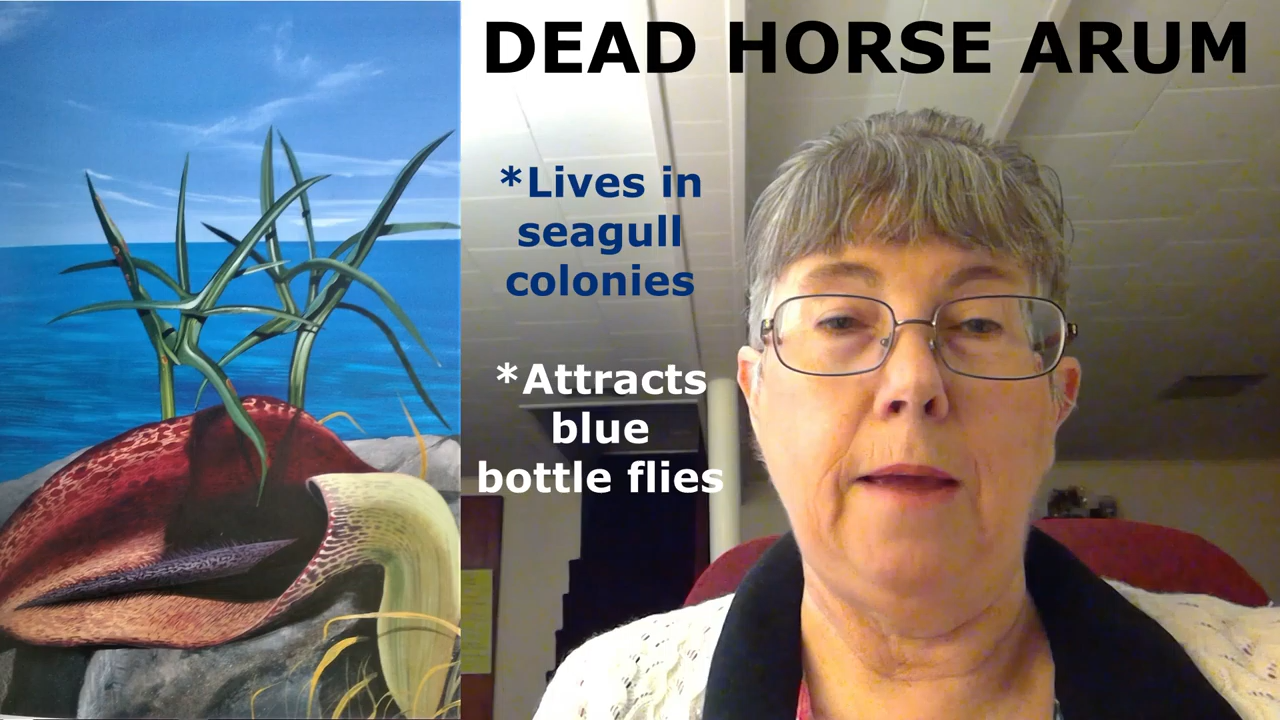 DEAD HORSE ARUM
*Lives in
seagull
colonies
*Attracts
blue
bottle flies